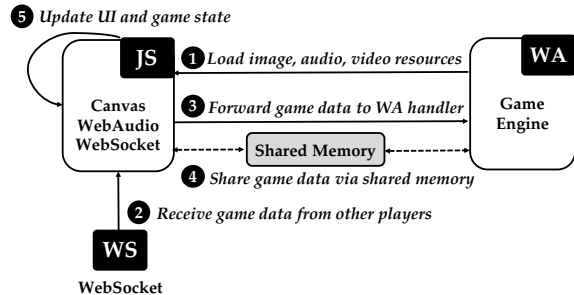 5 Update UI and game state
JS
1 Load image, audio, video resources
WA
Canvas
WebAudio
WebSocket
3 Forward game data to WA handler
Game
Engine
Shared Memory
4 Share game data via shared memory
2 Receive game data from other players
WS
WebSocket